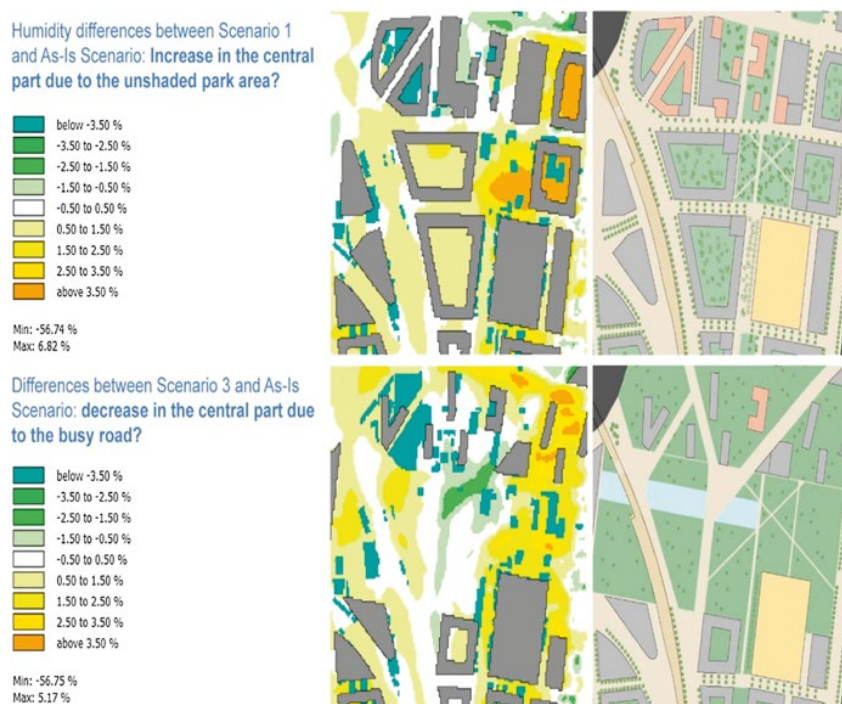 Humidity differences between Scenario 1
and As-Is Scenario: Increase in the central
part due to the unshaded park area?
below -3.50 %
-3.50 to -2.50 %
-2.50 to -1.50 %
-1.50 to -0.50 %
-0.50 to 0.50 %
0.50 to 1.50 %
1.50 to 2.50 %
2.50 to 3.50 %
above 3.50 %
Min: -56.74 %
Max: 6.82 %
Differences between Scenario 3 and As-Is
Scenario: decrease in the central part due
to the busy road?
below -3.50 %
-3.50 to -2.50 %
-2.50 to -1.50 %
-1.50 to -0.50 %
-0.50 to 0.50 %
0.50 to 1.50 %
1.50 to 2.50 %
2.50 to 3.50 %
above 3.50 %
Min: -56.75 %
Max: 5.17 %